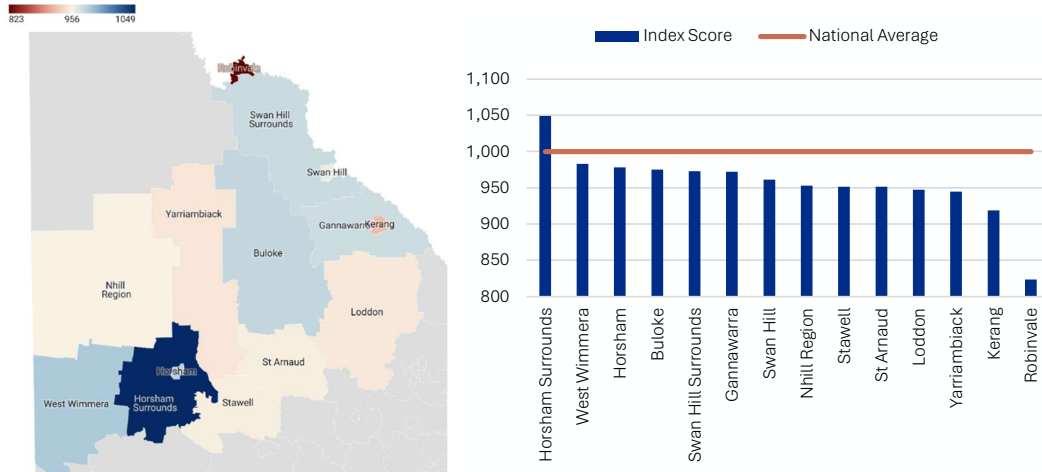 823 956 1049
Robinvale
Swan Hill
Surrounds
Swan Hill
Yarriambiack
Gannawarra
Kerang
Buloke
Nhill
Region
Loddon
St Arnaud
Horsham
West Wimmera
Horsham
Surrounds
Stawell
Index Score National Average
1,100
1,050
1,000
950
900
850
800
Horsham Surrounds
West Wimmera
Horsham
Buloke
Swan Hill Surrounds
Gannawarra
Swan Hill
Nhill Region
Stawell
St Arnaud
Loddon
Yarriambiack
Kerang
Robinvale